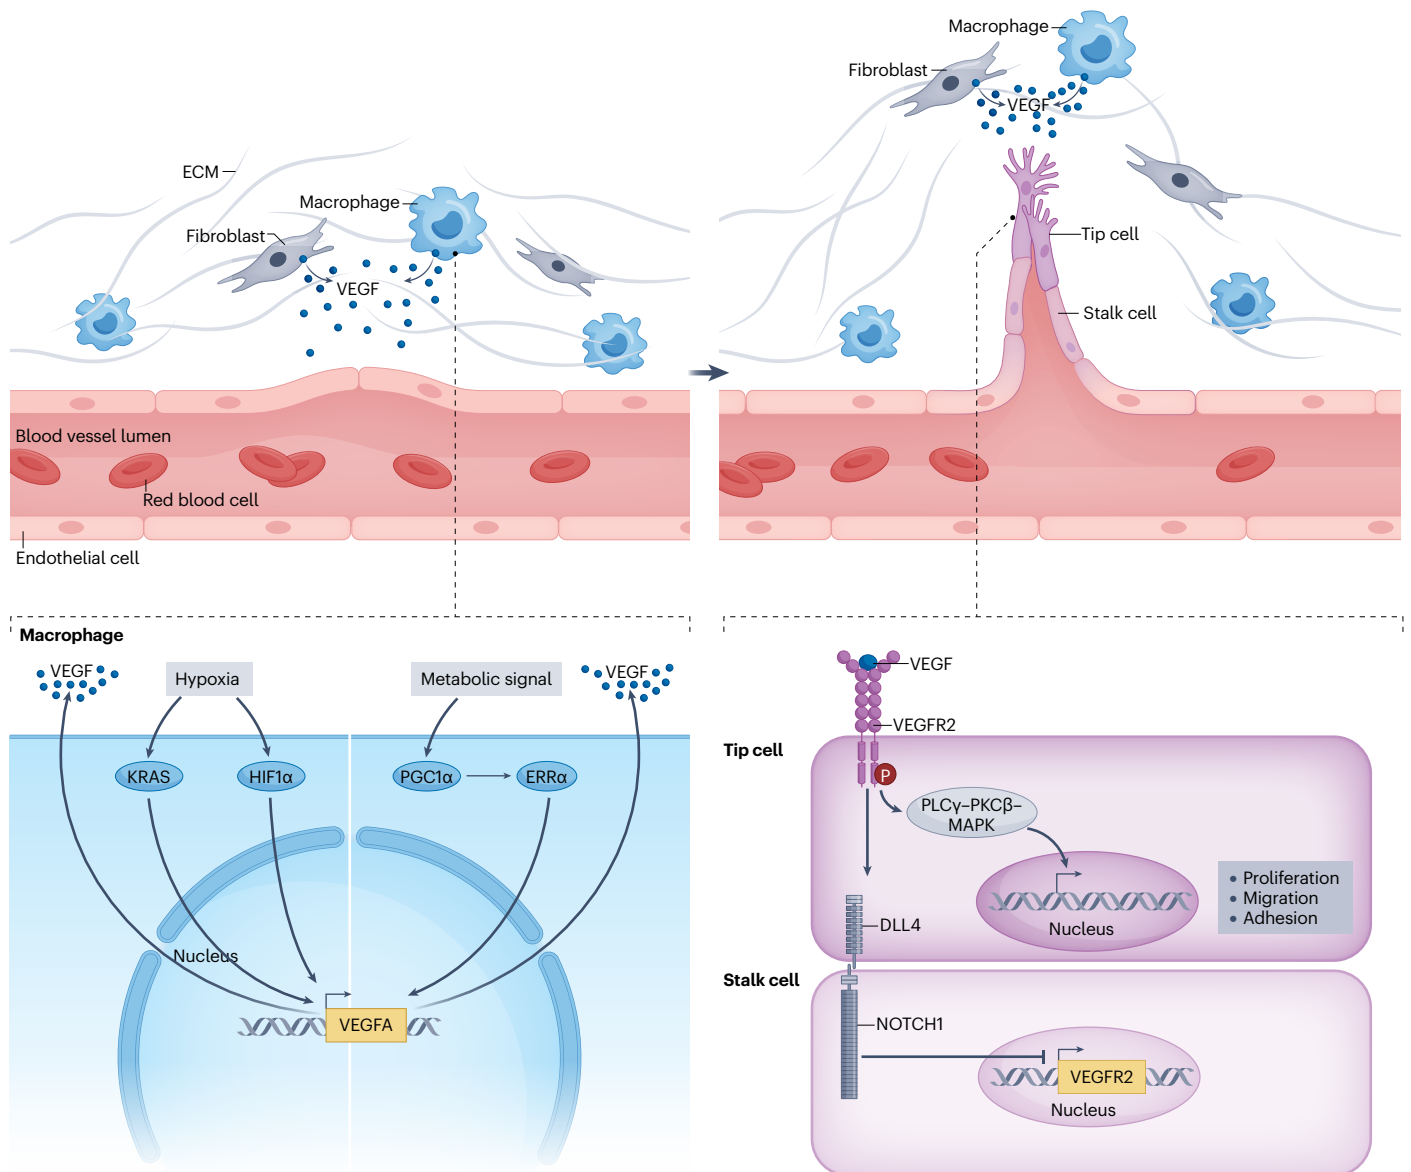 ECM
Macrophage
Fibroblast
VEGF
Blood vessel lumen
Red blood cell
Endothelial cell
Macrophage
Fibroblast
VEGF
Tip cell
Stalk cell
Macrophage
VEGF
Hypoxia
Metabolic signal
VEGF
KRAS
HIF1α
PGC1α
ERRα
Nucleus
VEGFA
VEGF
VEGFR2
Tip cell
P
PLCγ–PKCβ–
MAPK
• Proliferation
• Migration
• Adhesion
DLL4
Nucleus
Stalk cell
NOTCH1
VEGFR2
Nucleus